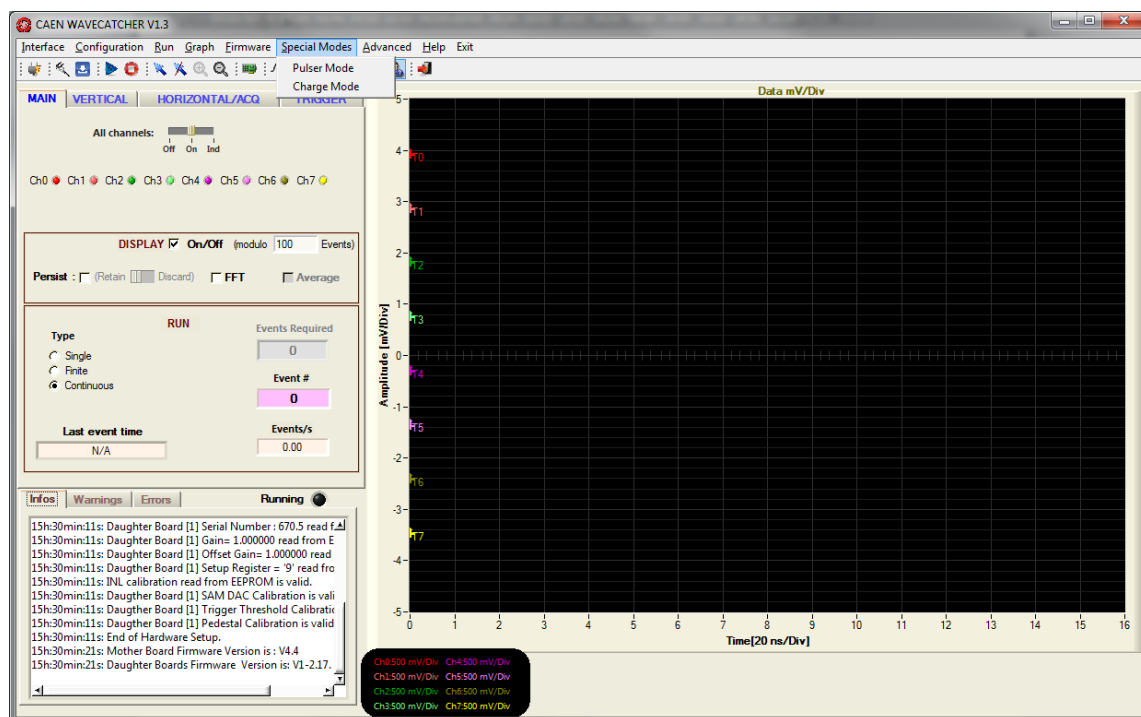 CAEN WAVECATCHER V1.3
Interface Configuration Run Graph Firmware Special Modes Advanced Help Exit
Pulser Mode
Charge Mode
MAIN VERTICAL HORIZONTAL/ACQ TRIGGER
All channels:
Off On Ind
Ch0 Ch1 Ch2 Ch3 Ch4 Ch5 Ch6 Ch7
DISPLAY On/Off (modulo 100 Events)
Persist : (Retain Discard) FFT Average
RUN
Type
Single
Finite
Continuous
Events Required
0
Event #
0
Last event time
N/A
Events/s
0.00
Infos Warnings Errors Running
15h:30min:11s: Daughter Board [1] Serial Number : 670.5 read f
15h:30min:11s: Daughter Board [1] Gain= 1.000000 read from E
15h:30min:11s: Daughter Board [1] Offset Gain= 1.000000 read
15h:30min:11s: Daughter Board [1] Setup Register = '9' read fro
15h:30min:11s: INL calibration read from EEPROM is valid.
15h:30min:11s: Daugther Board [1] SAM DAC Calibration is vali
15h:30min:11s: Daugther Board [1] Trigger Threshold Calibratic
15h:30min:11s: Daugther Board [1] Pedestal Calibration is valid
15h:30min:11s: End of Hardware Setup.
15h:30min:21s: Mother Board Firmware Version is : V4.4
15h:30min:21s: Daughter Boards Firmware Version is: V1-2.17.
Data mV/Div
Amplitude [mV/Div]
5
4
3
2
1
0
-1
-2
-3
-4
-5
T0
T1
T2
T3
T4
T5
T6
T7
0 1 2 3 4 5 6 7 8 9 10 11 12 13 14 15 16
Time[20 ns/Div]
Ch0:500 mV/Div Ch4:500 mV/Div
Ch1:500 mV/Div Ch5:500 mV/Div
Ch2:500 mV/Div Ch6:500 mV/Div
Ch3:500 mV/Div Ch7:500 mV/Div